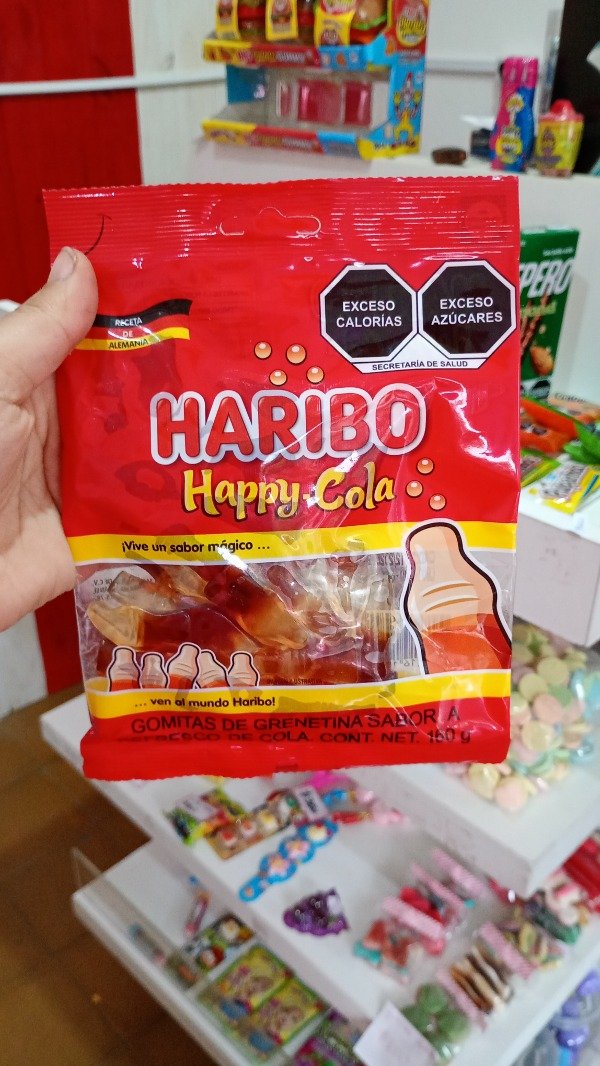 RECETA
DE
ALEMANIA
EXCESO
CALORÍAS
EXCESO
AZÚCARES
SECRETARÍA DE SALUD
HARIBO
Happy-Cola
¡Vive un sabor mágico ...
... ven al mundo Haribo!
GOMITAS DE GRENETINA SABOR A
REFRESCO DE COLA. CONT. NET. 160 g
PERO